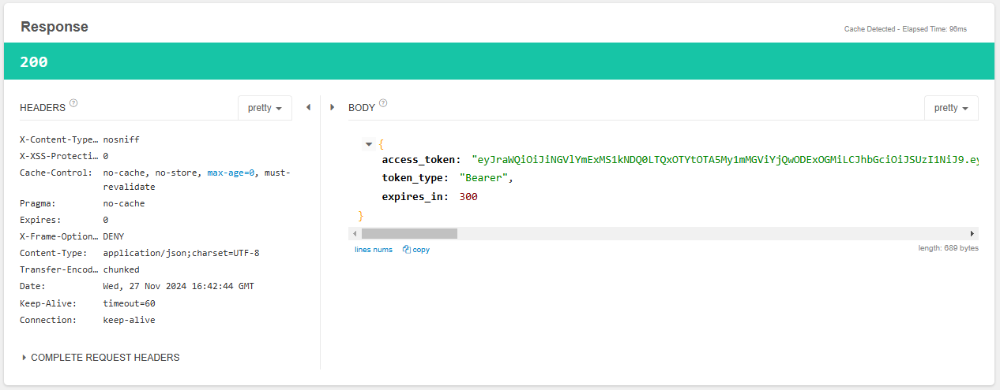 Response
Cache Detected - Elapsed Time: 96ms
200
HEADERS ?
pretty
X-Content-Type… nosniff
X-XSS-Protecti… 0
Cache-Control: no-cache, no-store, max-age=0, must-
revalidate
Pragma: no-cache
Expires: 0
X-Frame-Option… DENY
Content-Type: application/json;charset=UTF-8
Transfer-Encod… chunked
Date: Wed, 27 Nov 2024 16:42:44 GMT
Keep-Alive: timeout=60
Connection: keep-alive
COMPLETE REQUEST HEADERS
BODY ?
pretty
{
access_token: "eyJraWQiOiJiNGVlYmExMS1kNDQ0LTQxOTYtOTA5My1mMGViYjQwODExOGMiLCJhbGciOiJSUzI1NiJ9.ey
token_type: "Bearer",
expires_in: 300
}
lines nums copy
length: 689 bytes